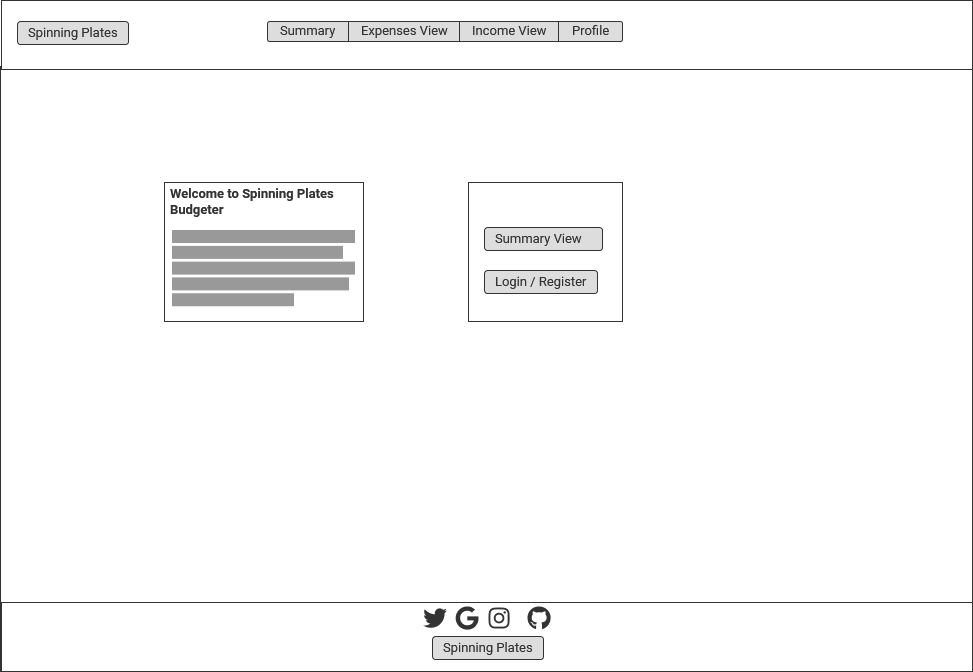 Spinning Plates
Summary
Expenses View
Income View
Profile
Welcome to Spinning Plates
Budgeter
Summary View
Login / Register
Spinning Plates